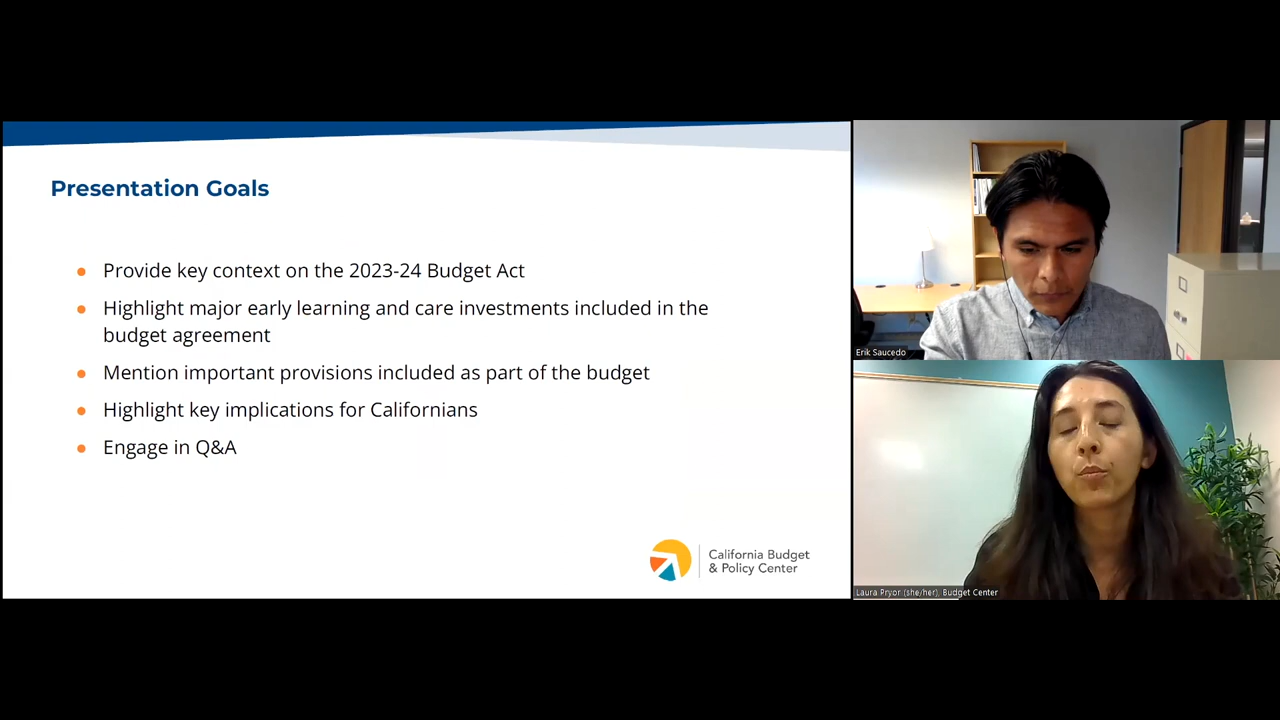 Presentation Goals
Provide key context on the 2023-24 Budget Act
Highlight major early learning and care investments included in the
budget agreement
Mention important provisions included as part of the budget
Highlight key implications for Californians
Engage in Q&A
California Budget
& Policy Center
Erik Saucedo
Laura Pryor (she/her), Budget Center